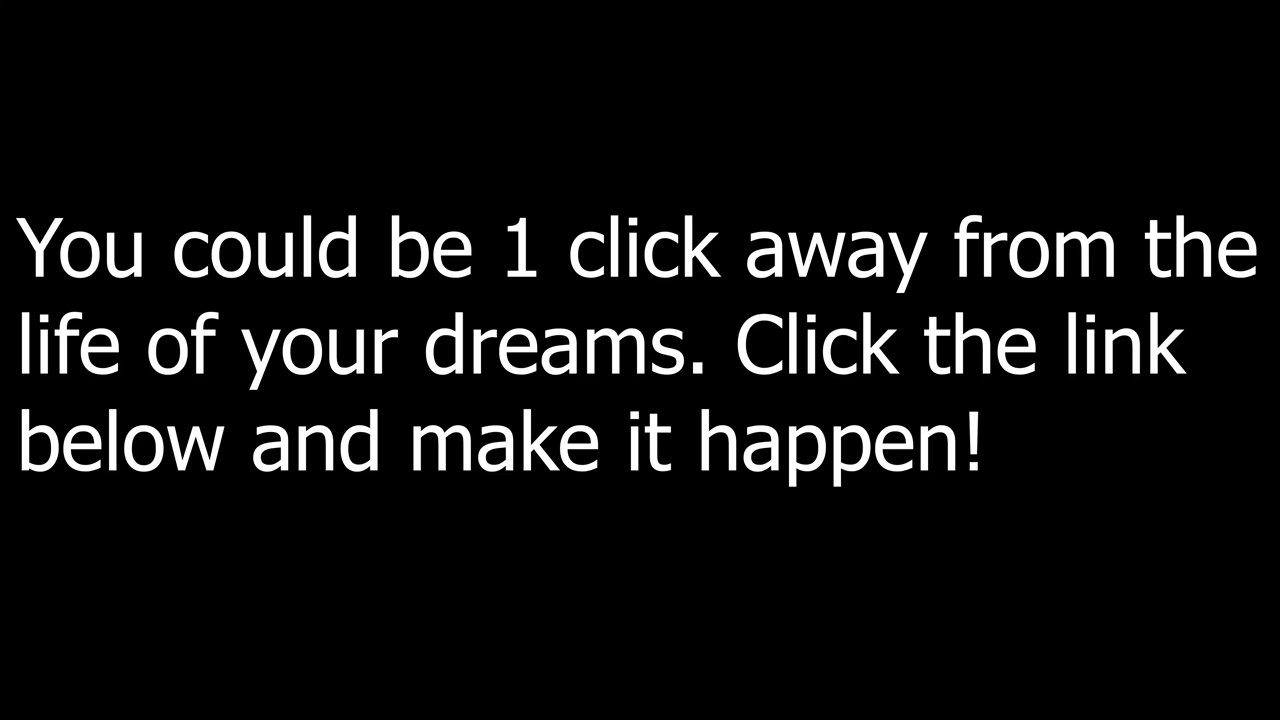 You could be 1 click away from the
life of your dreams. Click the link
below and make it happen!